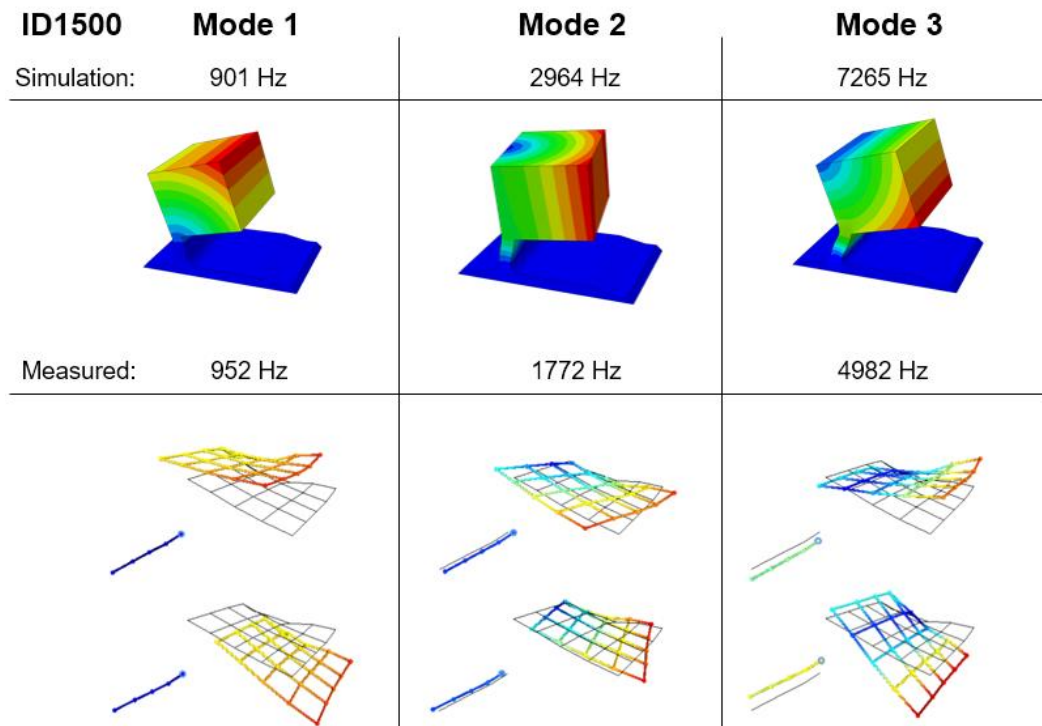 ID1500 Mode 1 Mode 2 Mode 3
Simulation: 901 Hz 2964 Hz 7265 Hz
Measured: 952 Hz 1772 Hz 4982 Hz